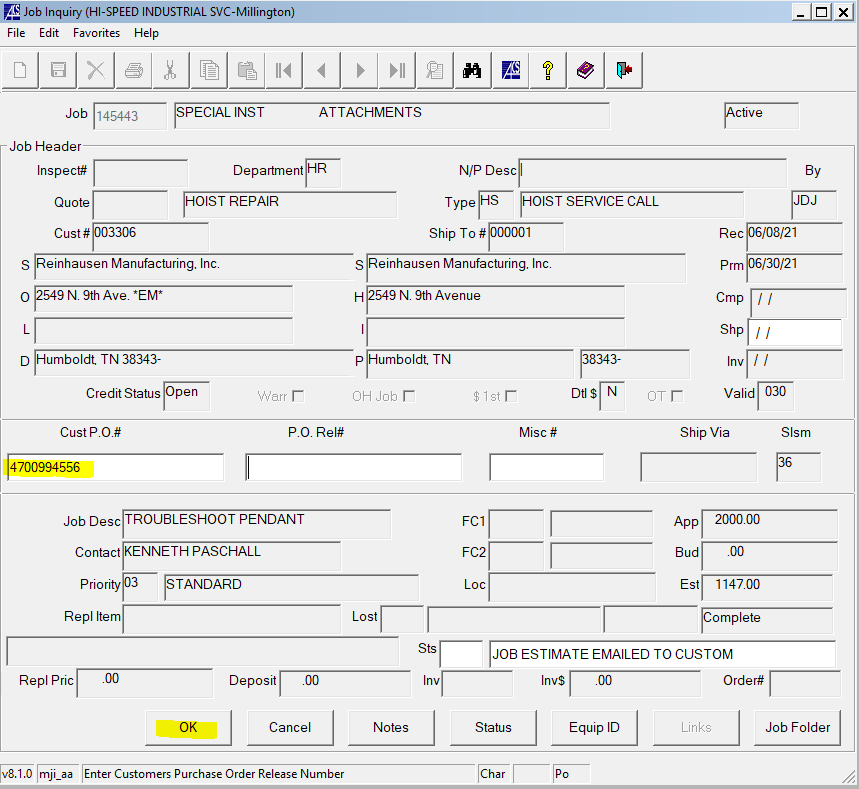 Job Inquiry (HI-SPEED INDUSTRIAL SVC-Millington)
File Edit Favorites Help
Job 145443 SPECIAL INST ATTACHMENTS Active
Job Header
Inspect# Department HR N/P Desc By
Quote HOIST REPAIR Type HS HOIST SERVICE CALL JDJ
Cust # 003306 Ship To # 000001 Rec 06/08/21
S Reinhausen Manufacturing, Inc. S Reinhausen Manufacturing, Inc. Prm 06/30/21
O 2549 N. 9th Ave. *EM* H 2549 N. 9th Avenue Cmp / /
L I Shp / /
D Humboldt, TN 38343- P Humboldt, TN 38343- Inv / /
Credit Status Open Warr OH Job $ 1st Dtl $ N OT Valid 030
Cust P.O.# P.O. Rel# Misc # Ship Via Slsm
4700994556 36
Job Desc TROUBLESHOOT PENDANT FC1 App 2000.00
Contact KENNETH PASCHALL FC2 Bud .00
Priority 03 STANDARD Loc Est 1147.00
Repl Item Lost Complete
Sts JOB ESTIMATE EMAILED TO CUSTOM
Repl Pric .00 Deposit .00 Inv Inv$ .00 Order#
OK Cancel Notes Status Equip ID Links Job Folder
v8.1.0 mji_aa Enter Customers Purchase Order Release Number Char Po